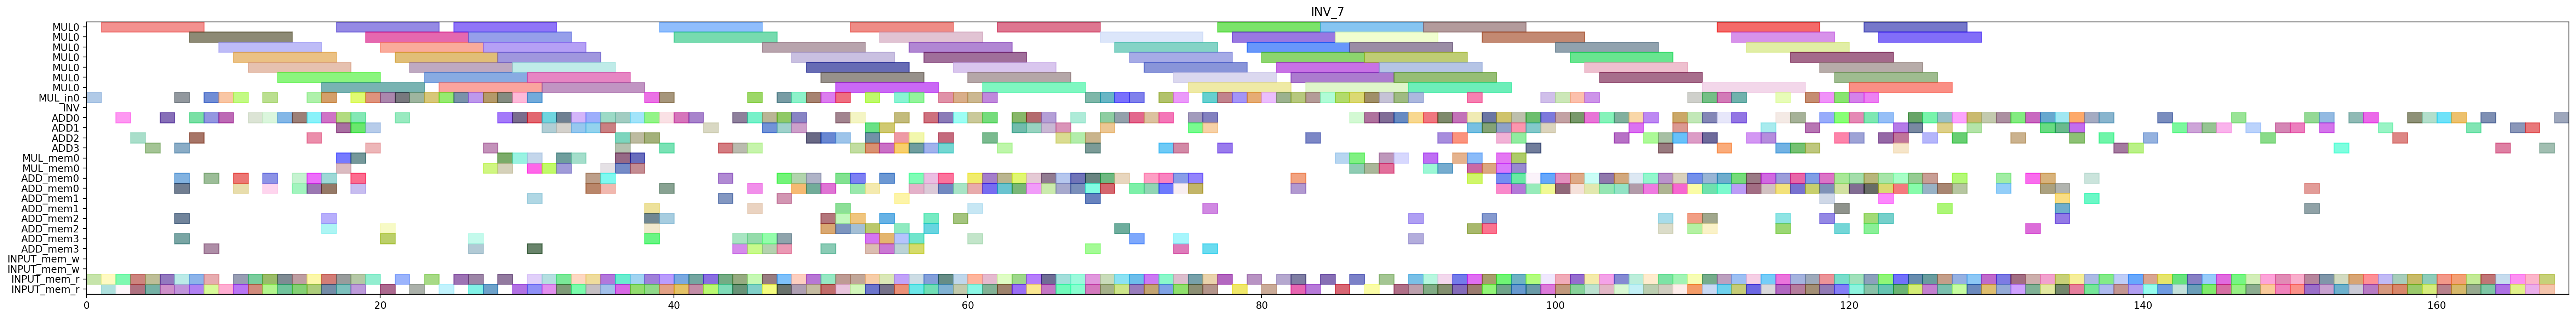 INV_7
MUL0
MUL0
MUL0
MUL0
MUL0
MUL0
MUL0
MUL_in0
INV
ADD0
ADD1
ADD2
ADD3
MUL_mem0
MUL_mem0
ADD_mem0
ADD_mem0
ADD_mem1
ADD_mem1
ADD_mem2
ADD_mem2
ADD_mem3
ADD_mem3
INPUT_mem_w
INPUT_mem_w
INPUT_mem_r
INPUT_mem_r
0 20 40 60 80 100 120 140 160